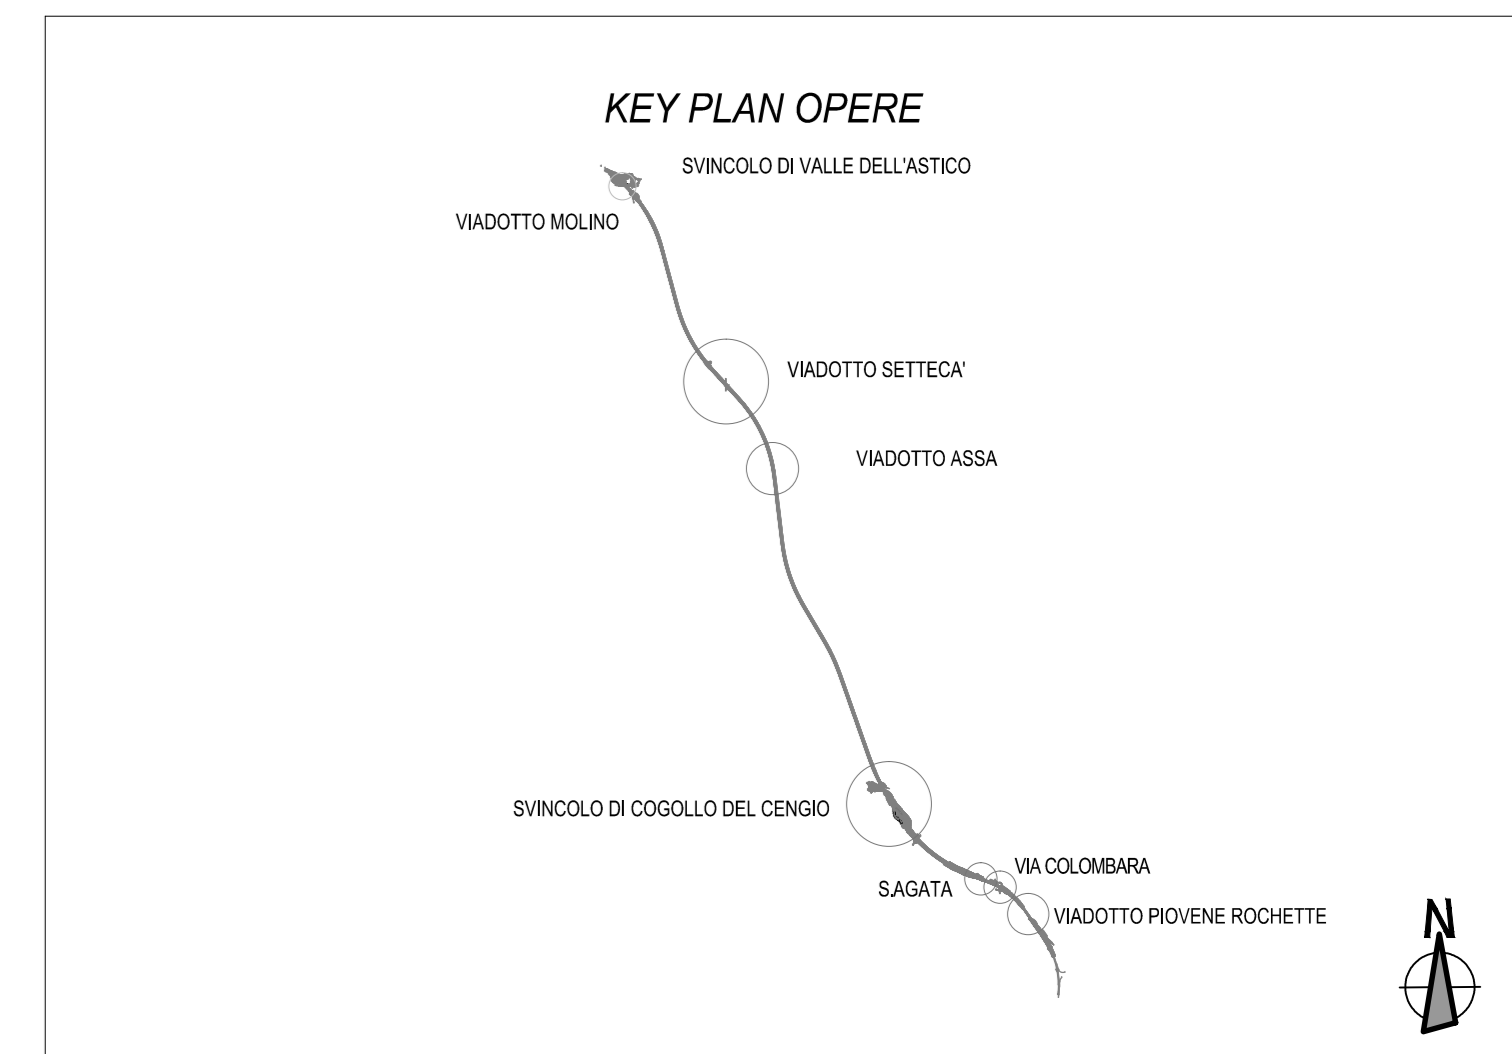 KEY PLAN OPERE
SVINCOLO DI VALLE DELL'ASTICO
VIADOTTO MOLINO
VIADOTTO SETTECA'
VIADOTTO ASSA
SVINCOLO DI COGOLLO DEL CENGIO
VIA COLOMBARA
S.AGATA
VIADOTTO PIOVENE ROCHETTE
N